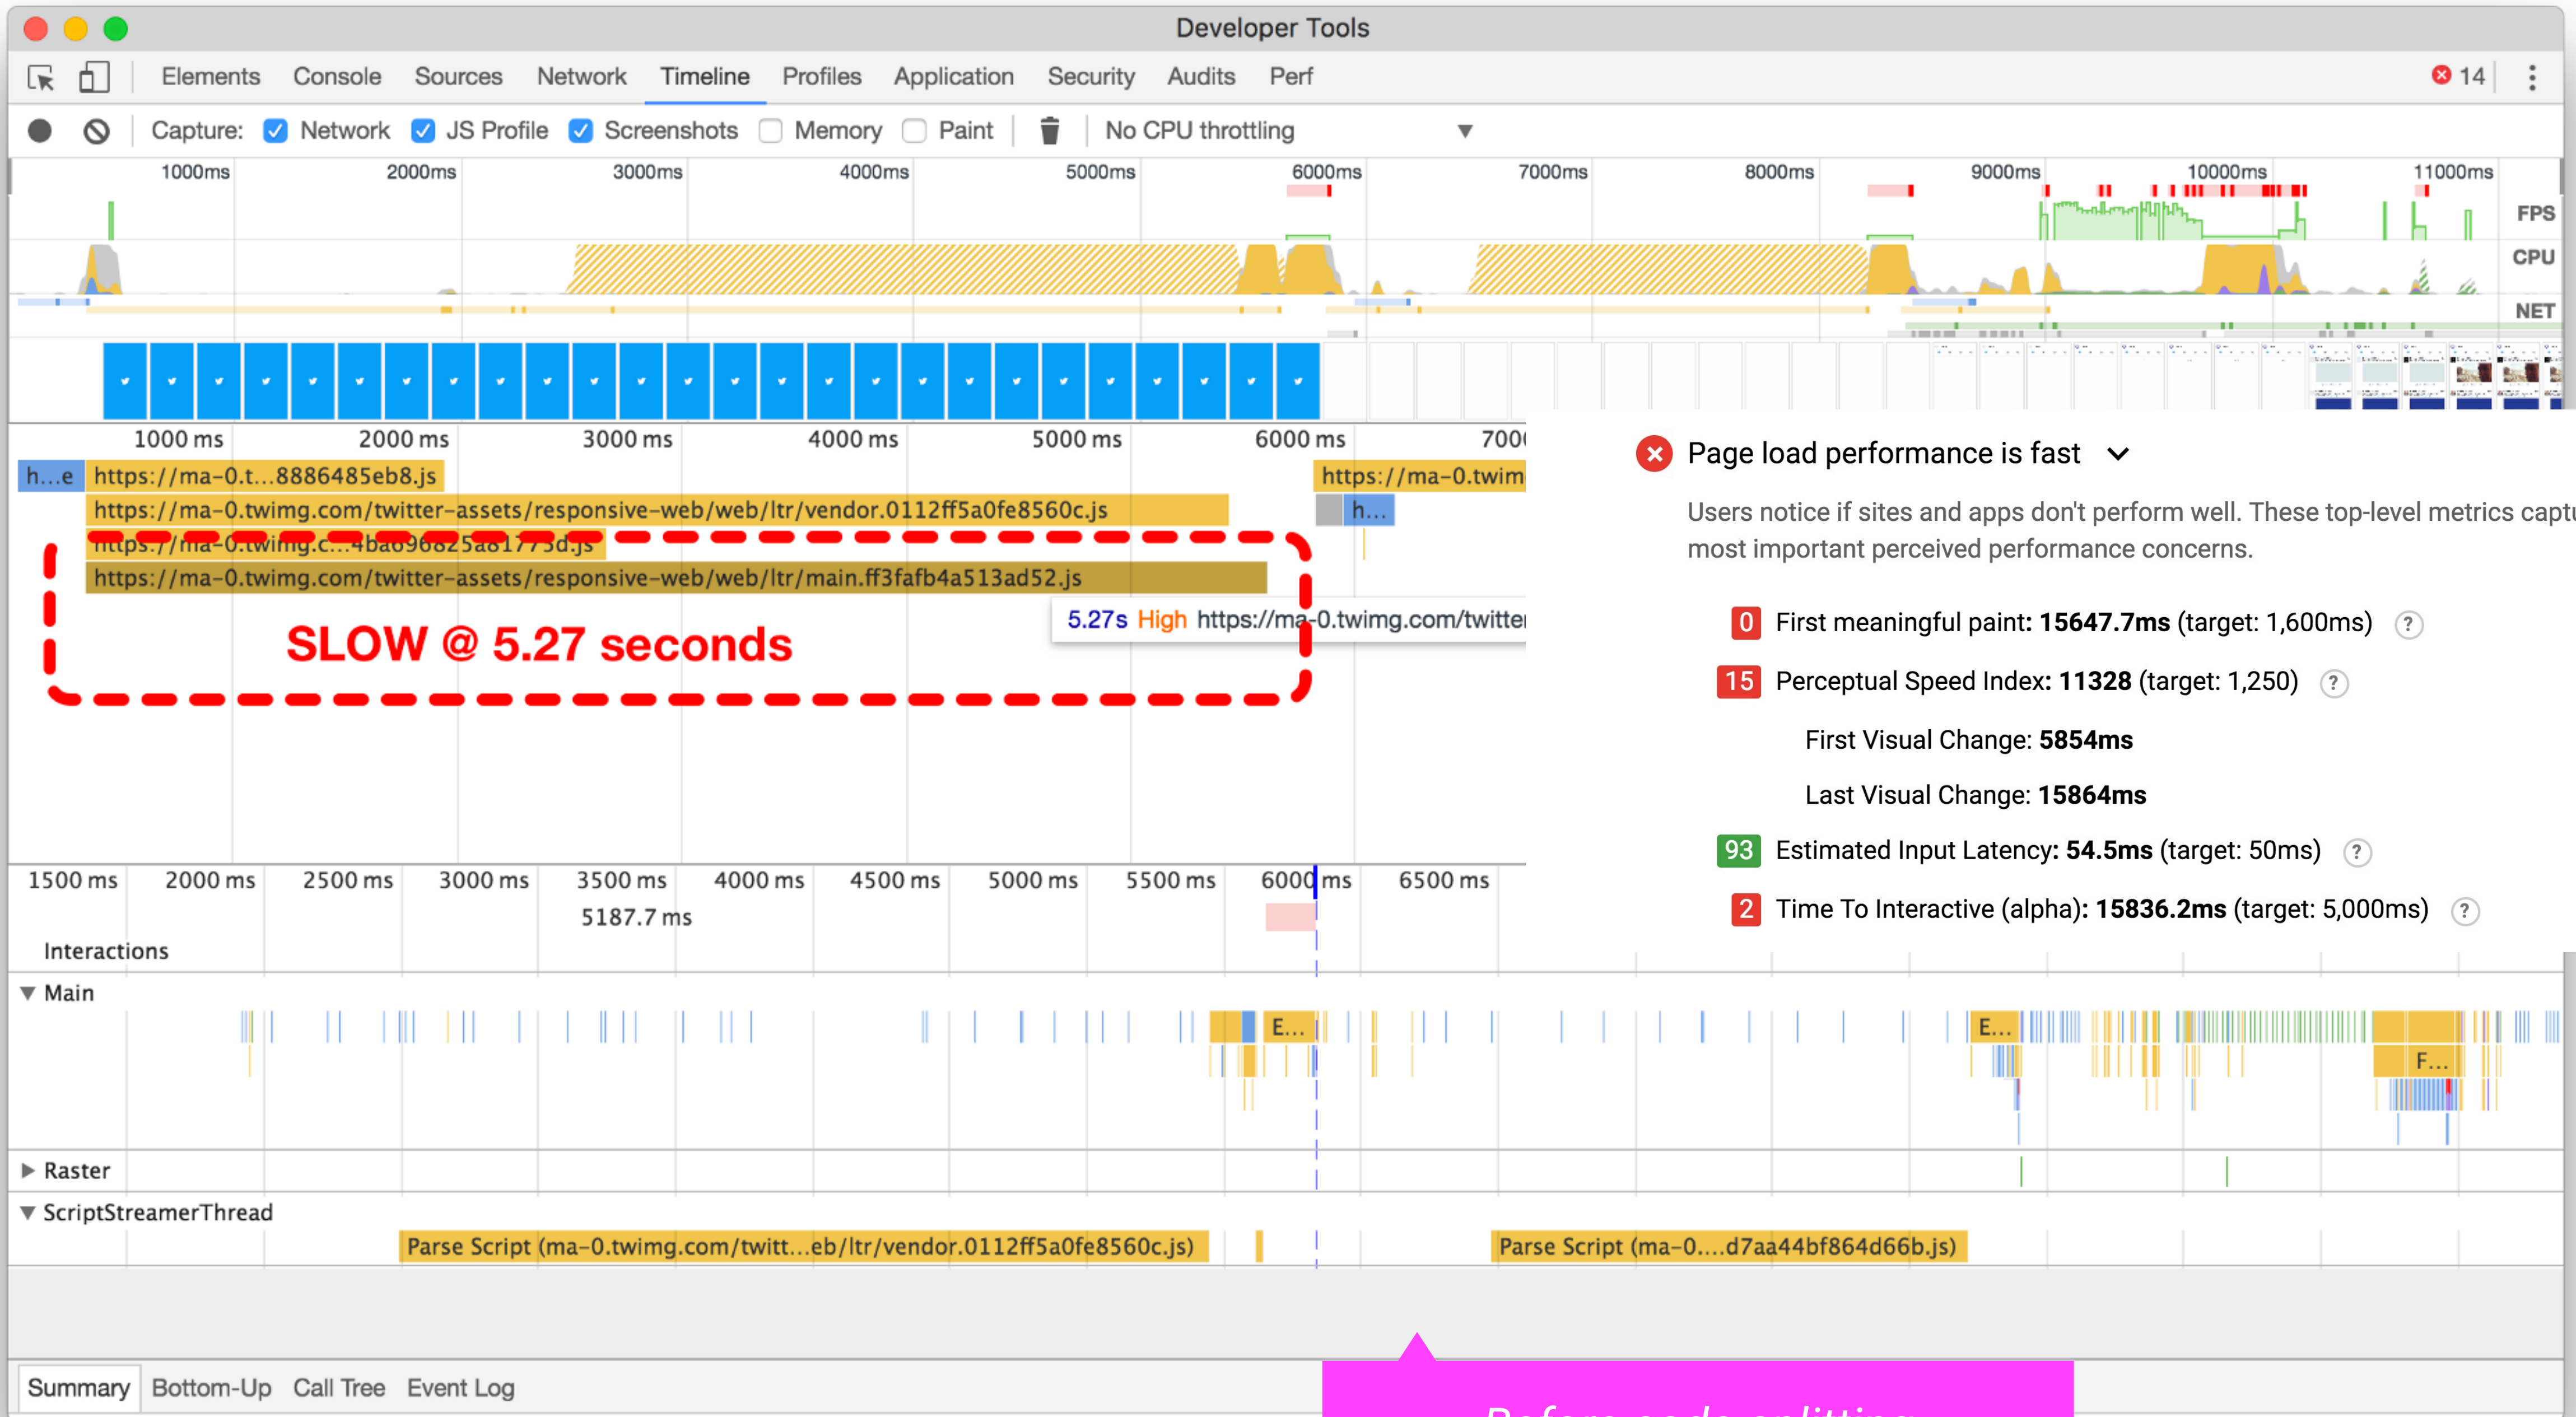 Developer Tools
Elements Console Sources Network Timeline Profiles Application Security Audits Perf 14
Capture: Network JS Profile Screenshots Memory Paint No CPU throttling
1000ms 2000ms 3000ms 4000ms 5000ms 6000ms 7000ms 8000ms 9000ms 10000ms 11000ms
FPS
CPU
NET
1000 ms 2000 ms 3000 ms 4000 ms 5000 ms 6000 ms 700
h...e https://ma-0.t...8886485eb8.js https://ma-0.twim
https://ma-0.twimg.com/twitter-assets/responsive-web/web/ltr/vendor.0112ff5a0fe8560c.js h...
https://ma-0.twimg.c...4ba696825a81773d.js
https://ma-0.twimg.com/twitter-assets/responsive-web/web/ltr/main.ff3fafb4a513ad52.js
5.27s High https://ma-0.twimg.com/twitter
SLOW @ 5.27 seconds
Page load performance is fast
Users notice if sites and apps don't perform well. These top-level metrics captu
most important perceived performance concerns.
0 First meaningful paint: 15647.7ms (target: 1,600ms) ?
15 Perceptual Speed Index: 11328 (target: 1,250) ?
First Visual Change: 5854ms
Last Visual Change: 15864ms
93 Estimated Input Latency: 54.5ms (target: 50ms) ?
2 Time To Interactive (alpha): 15836.2ms (target: 5,000ms) ?
1500 ms 2000 ms 2500 ms 3000 ms 3500 ms 4000 ms 4500 ms 5000 ms 5500 ms 6000 ms 6500 ms
5187.7 ms
Interactions
Main
E... E...
F...
Raster
ScriptStreamerThread
Parse Script (ma-0.twimg.com/twitt...eb/ltr/vendor.0112ff5a0fe8560c.js) Parse Script (ma-0....d7aa44bf864d66b.js)
Summary Bottom-Up Call Tree Event Log
Before code-splitting